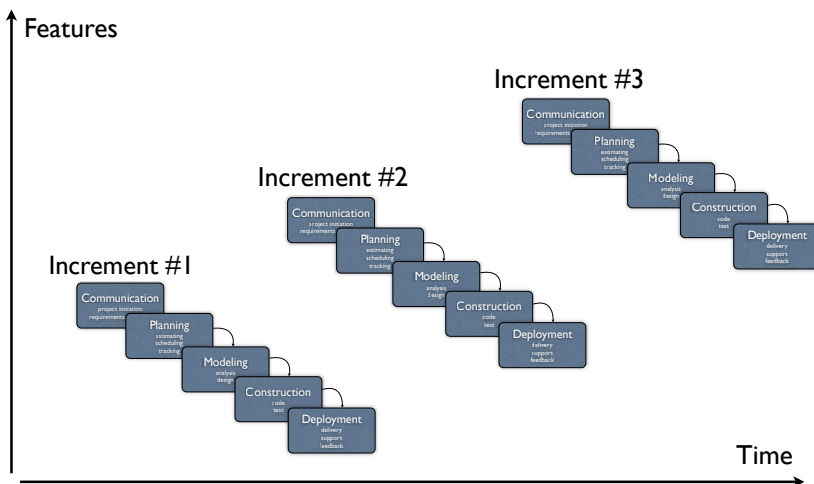 Features
Increment #3
Communication
project initiation
requirements
Planning
estimating
scheduling
tracking
Modeling
analysis
design
Construction
code
test
Deployment
delivery
support
feedback
Increment #2
Communication
project initiation
requirements
Planning
estimating
scheduling
tracking
Modeling
analysis
design
Construction
code
test
Deployment
delivery
support
feedback
Increment #1
Communication
project initiation
requirements
Planning
estimating
scheduling
tracking
Modeling
analysis
design
Construction
code
test
Deployment
delivery
support
feedback
Time